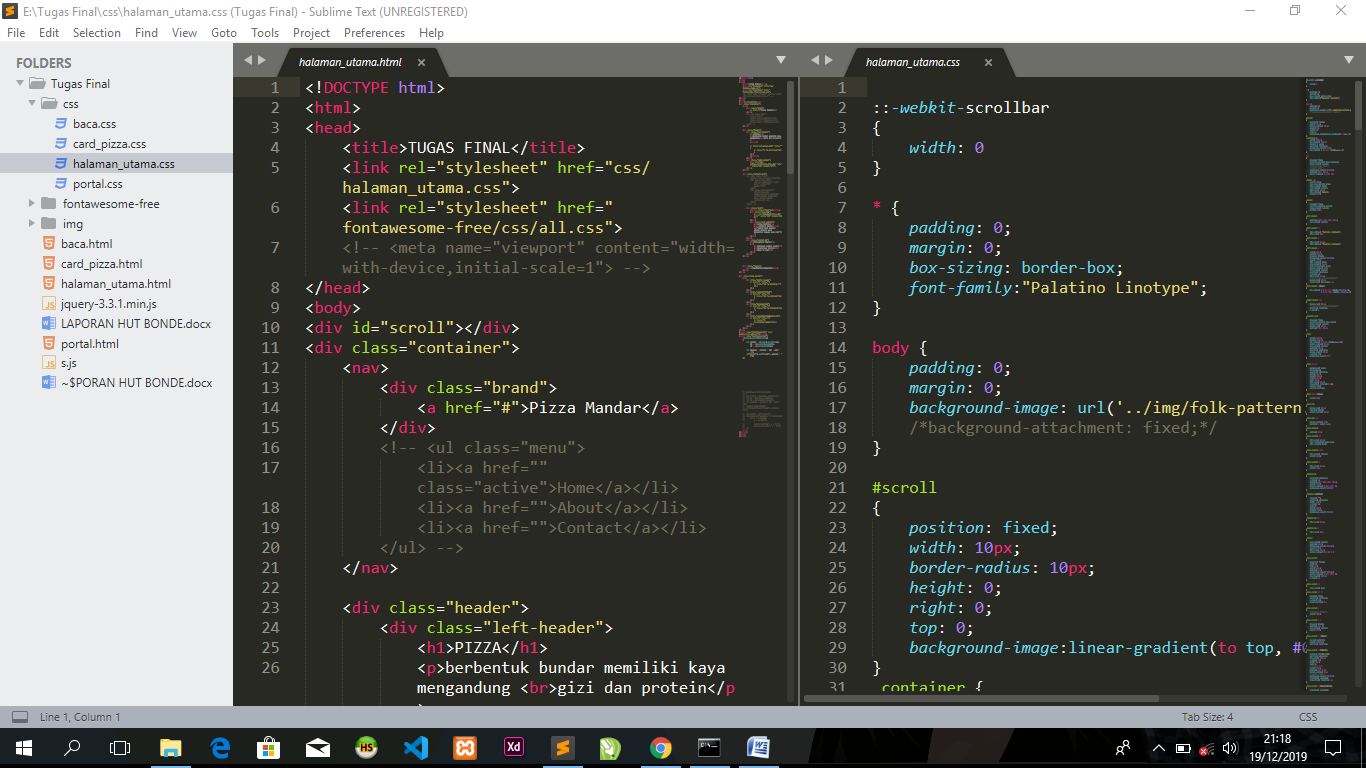 E:\Tugas Final\css\halaman_utama.css (Tugas Final) - Sublime Text (UNREGISTERED)
File Edit Selection Find View Goto Tools Project Preferences Help
FOLDERS
Tugas Final
css
baca.css
card_pizza.css
halaman_utama.css
portal.css
fontawesome-free
img
baca.html
card_pizza.html
halaman_utama.html
jquery-3.3.1.min.js
LAPORAN HUT BONDE.docx
portal.html
s.js
~$PORAN HUT BONDE.docx
halaman_utama.html
1 <!DOCTYPE html>
2 <html>
3 <head>
4 <title>TUGAS FINAL</title>
5 <link rel="stylesheet" href="css/
halaman_utama.css">
6 <link rel="stylesheet" href="
fontawesome-free/css/all.css">
7 <!-- <meta name="viewport" content="width=
with-device,initial-scale=1"> -->
8 </head>
9 <body>
10 <div id="scroll"></div>
11 <div class="container">
12 <nav>
13 <div class="brand">
14 <a href="#">Pizza Mandar</a>
15 </div>
16 <!-- <ul class="menu">
17 <li><a href=""
class="active">Home</a></li>
18 <li><a href="">About</a></li>
19 <li><a href="">Contact</a></li>
20 </ul> -->
21 </nav>
22
23 <div class="header">
24 <div class="left-header">
25 <h1>PIZZA</h1>
26 <p>berbentuk bundar memiliki kaya
mengandung <br>gizi dan protein</p
halaman_utama.css
1
2 ::-webkit-scrollbar
3 {
4 width: 0
5 }
6
7 * {
8 padding: 0;
9 margin: 0;
10 box-sizing: border-box;
11 font-family:"Palatino Linotype";
12 }
13
14 body {
15 padding: 0;
16 margin: 0;
17 background-image: url('../img/folk-pattern
18 /*background-attachment: fixed;*/
19 }
20
21 #scroll
22 {
23 position: fixed;
24 width: 10px;
25 border-radius: 10px;
26 height: 0;
27 right: 0;
28 top: 0;
29 background-image:linear-gradient(to top, #
30 }
31 .container {
Line 1, Column 1
Tab Size: 4 CSS
HS
Xd
21:18
19/12/2019